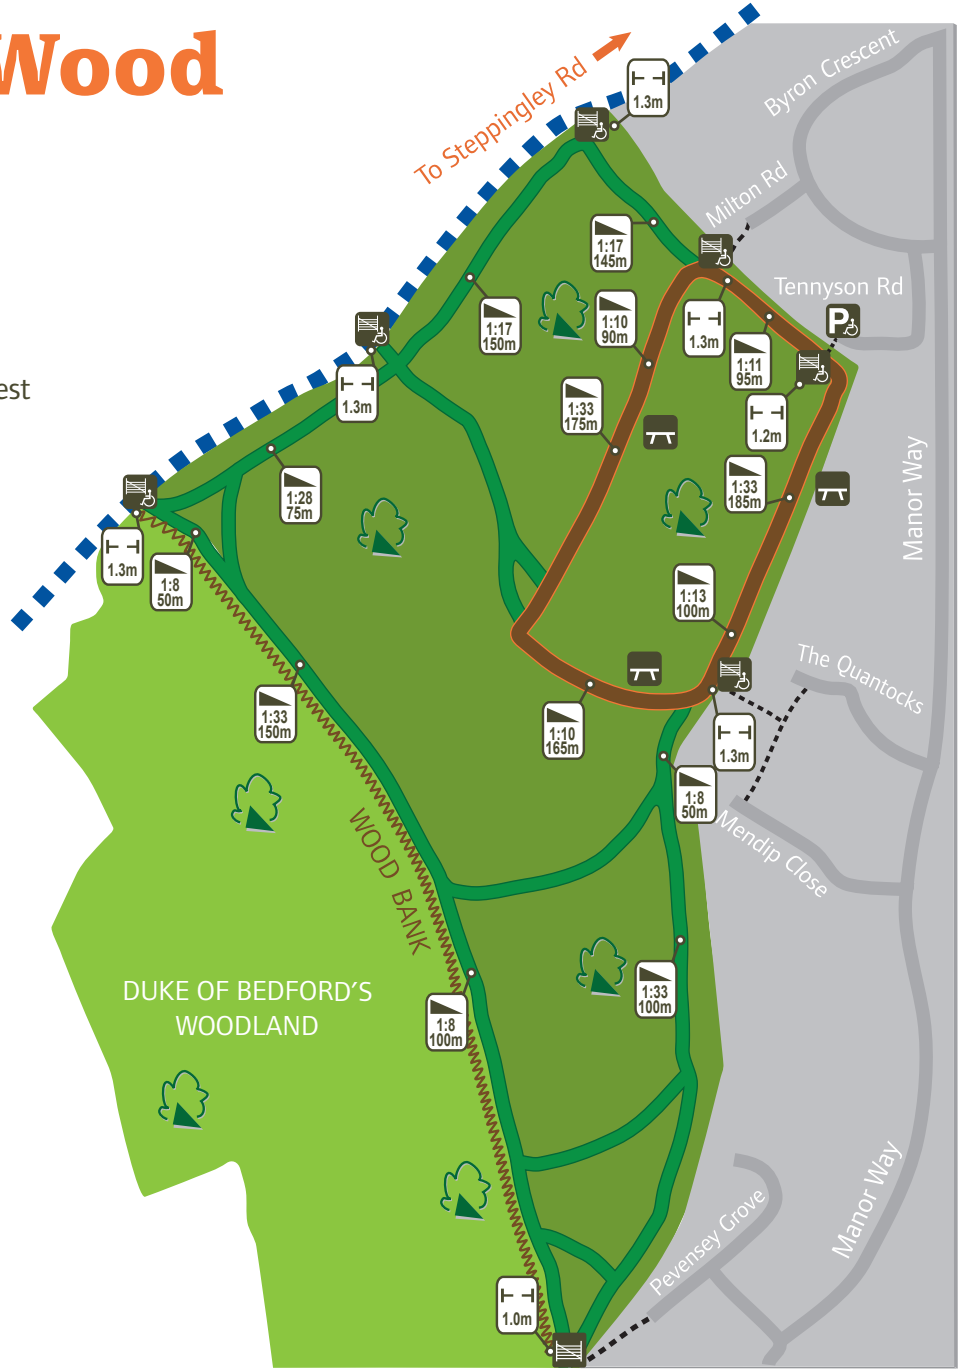 Wood
est
To Steppingley Rd
1.3m
Byron Crescent
Milton Rd
1:17
145m
Tennyson Rd
P
1:17
150m
1:10
90m
1.3m
1:11
95m
1.3m
1:33
175m
1.2m
1:28
75m
1:33
185m
Manor Way
1.3m
1:8
50m
1:13
100m
The Quantocks
1:33
150m
1:10
165m
1.3m
1:8
50m
Mendip Close
WOOD BANK
DUKE OF BEDFORD'S
WOODLAND
1:8
100m
1:33
100m
Manor Way
Pevensey Grove
1.0m